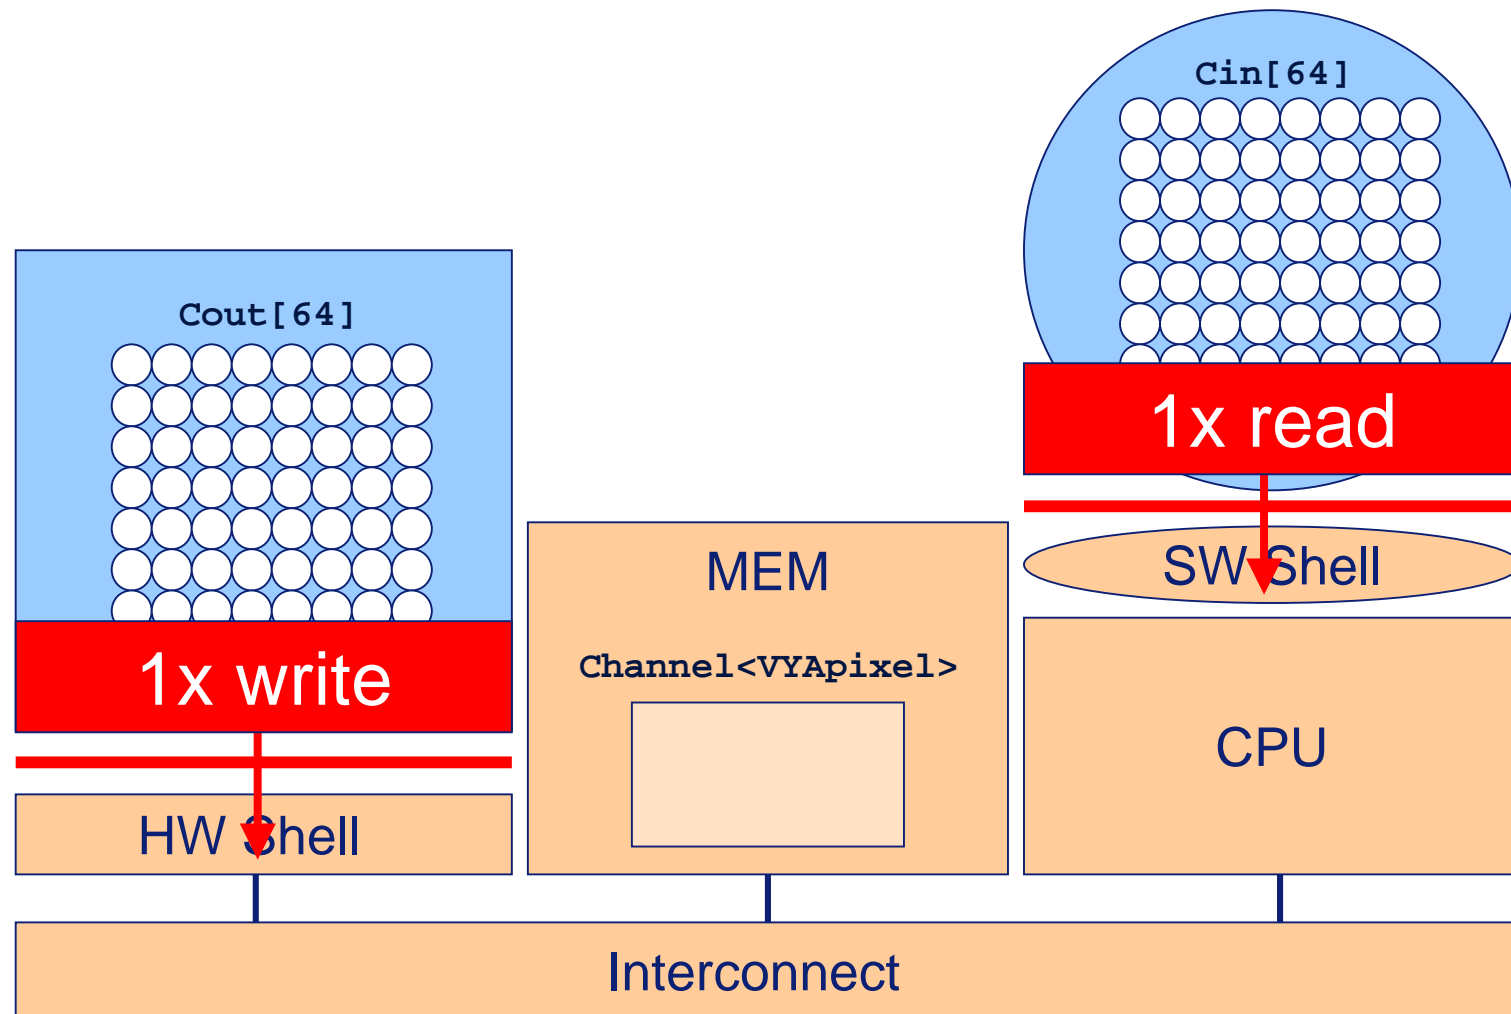 Cin[64]
1x read
SW Shell
CPU
Cout[64]
1x write
HW Shell
MEM
Channel<VYApixel>
Interconnect